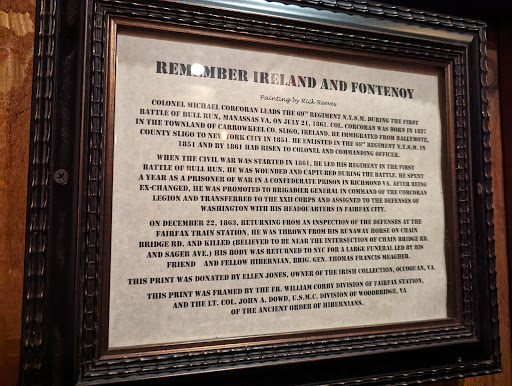 REMEMBER IRELAND AND FONTENOY
Painting by Rick Reeves
COLONEL MICHAEL CORCORAN LEADS THE 69th REGIMENT N.Y.S.M. DURING THE FIRST
BATTLE OF BULL RUN, MANASSAS VA, ON JULY 21, 1861. COL. CORCORAN WAS BORN IN 1827
IN THE TOWNLAND OF CARROWKEEL CO. SLIGO, IRELAND. HE IMMIGRATED FROM BALLYMOTE,
COUNTY SLIGO TO NEW YORK CITY IN 1851. HE ENLISTED IN THE 69th REGIMENT N.Y.S.M. IN
1851 AND BY 1861 HAD RISEN TO COLONEL AND COMMANDING OFFICER.
WHEN THE CIVIL WAR WAS STARTED IN 1861, HE LED HIS REGIMENT IN THE FIRST
BATTLE OF BULL RUN. HE WAS WOUNDED AND CAPTURED DURING THE BATTLE. HE SPENT
A YEAR AS A PRISONER OF WAR IN A CONFEDERATE PRISON IN RICHMOND VA. AFTER BEING
EX-CHANGED, HE WAS PROMOTED TO BRIGADIER GENERAL IN COMMAND OF THE CORCORAN
LEGION AND TRANSFERRED TO THE XXII CORPS AND ASSIGNED TO THE DEFENSES OF
WASHINGTON WITH HIS HEADQUARTERS IN FAIRFAX CITY.
ON DECEMBER 22, 1863, RETURNING FROM AN INSPECTION OF THE DEFENSES AT THE
FAIRFAX TRAIN STATION, HE WAS THROWN FROM HIS RUNAWAY HORSE ON CHAIN
BRIDGE RD. AND KILLED (BELIEVED TO BE NEAR THE INTERSECTION OF CHAIN BRIDGE RD.
AND SAGER AVE.) HIS BODY WAS RETURNED TO NYC FOR A LARGE FUNERAL LED BY HIS
FRIEND AND FELLOW HIBERNIAN, BRIG. GEN. THOMAS FRANCIS MEAGHER.
THIS PRINT WAS DONATED BY ELLEN JONES, OWNER OF THE IRISH COLLECTION, OCCOQUAN, VA.
THIS PRINT WAS FRAMED BY THE FR. WILLIAM CORBY DIVISION OF FAIRFAX STATION,
AND THE LT. COL. JOHN A. DOWD, U.S.M.C. DIVISION OF WOODBRIDGE, VA
OF THE ANCIENT ORDER OF HIBERNIANS.